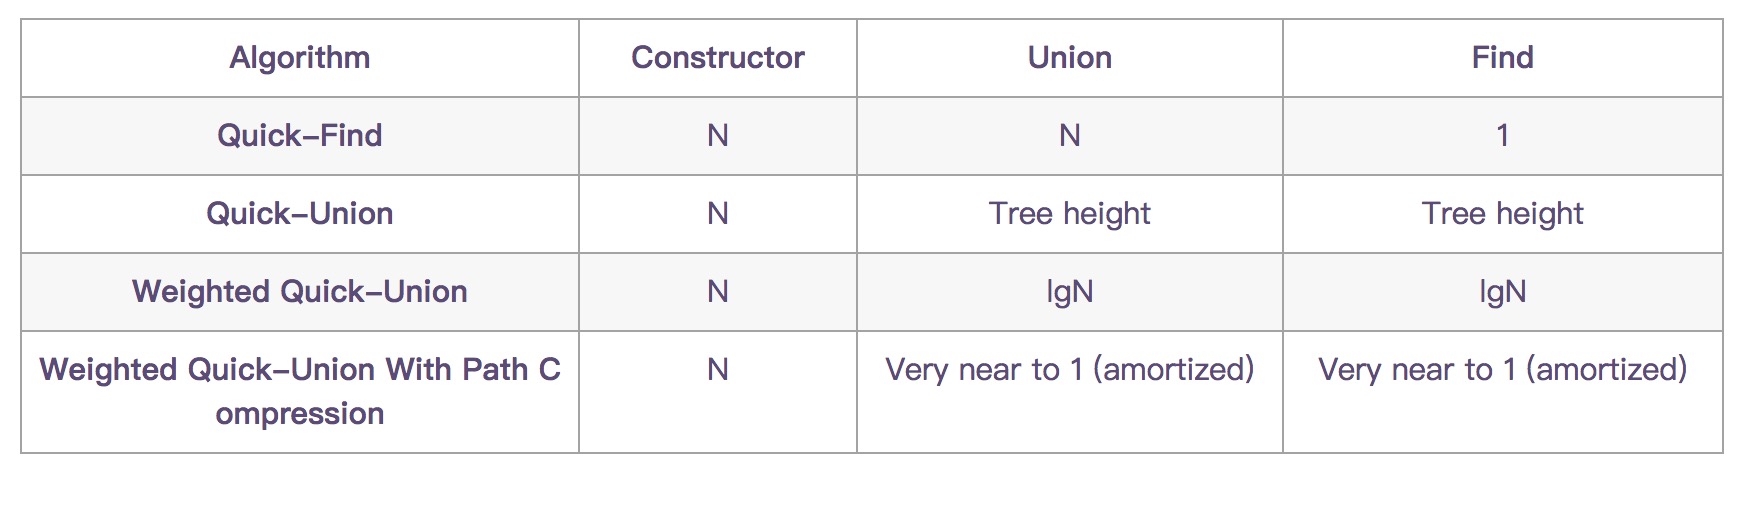 Algorithm Constructor Union Find
Quick–Find N N 1
Quick–Union N Tree height Tree height
Weighted Quick–Union N lgN lgN
Weighted Quick–Union With Path C N Very near to 1 (amortized) Very near to 1 (amortized)
ompression